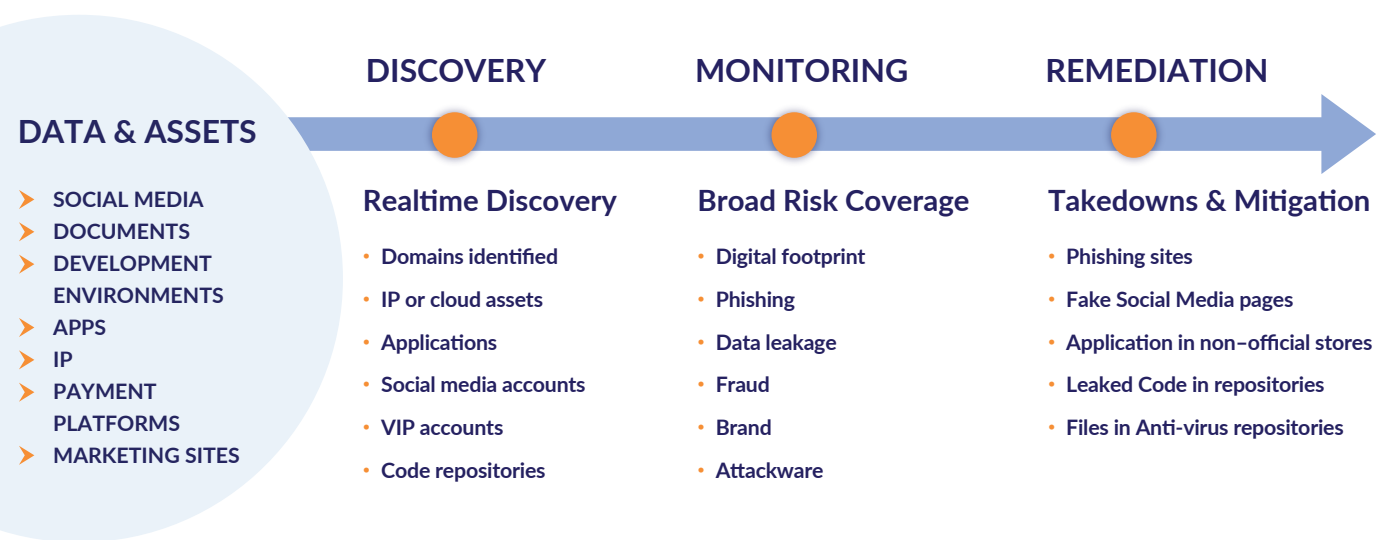 DATA & ASSETS
SOCIAL MEDIA
DOCUMENTS
DEVELOPMENT
ENVIRONMENTS
APPS
IP
PAYMENT
PLATFORMS
MARKETING SITES
DISCOVERY
Realtime Discovery
Domains identified
IP or cloud assets
Applications
Social media accounts
VIP accounts
Code repositories
MONITORING
Broad Risk Coverage
Digital footprint
Phishing
Data leakage
Fraud
Brand
Attackware
REMEDIATION
Takedowns & Mitigation
Phishing sites
Fake Social Media pages
Application in non–official stores
Leaked Code in repositories
Files in Anti-virus repositories